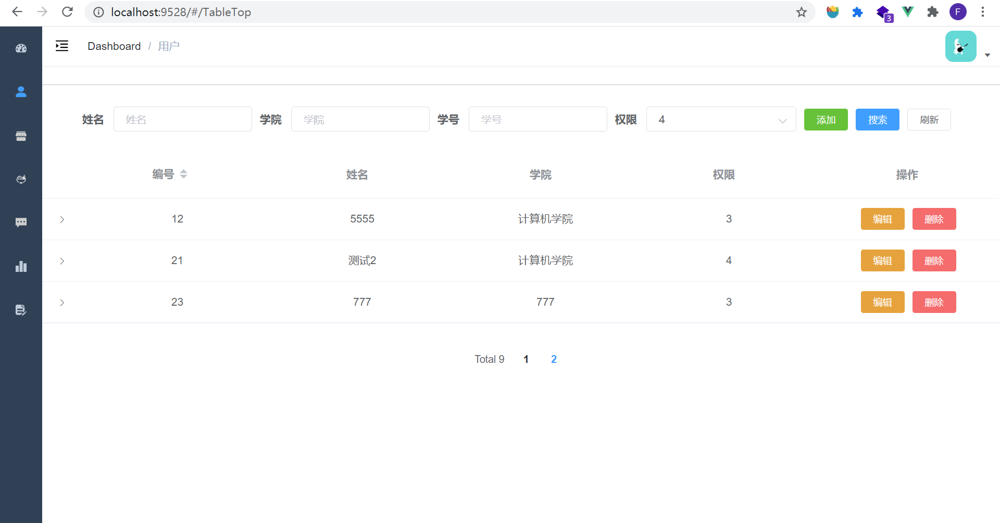 localhost:9528/#/TableTop
3
F
Dashboard / 用户
姓名 姓名 学院 学院 学号 学号 权限 4 添加 搜索 刷新
编号 姓名 学院 权限 操作
12 5555 计算机学院 3 编辑 删除
21 测试2 计算机学院 4 编辑 删除
23 777 777 3 编辑 删除
Total 9 1 2